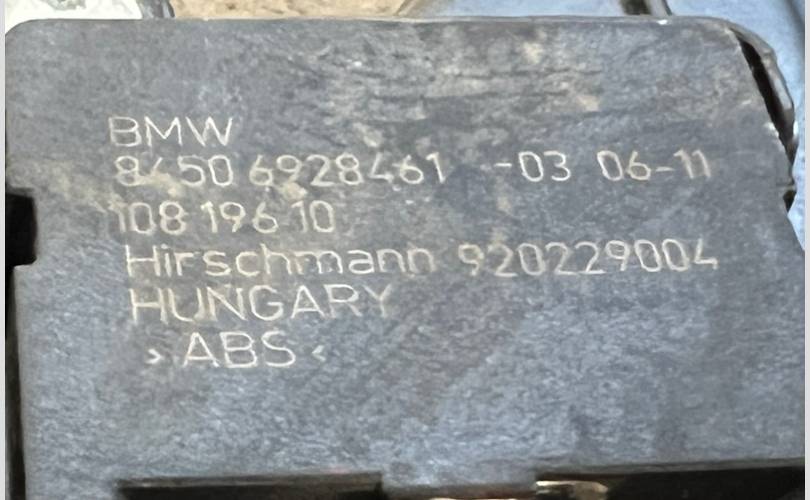 BMW
8450 6928461 -03 06-11
108 196 10
Hirschmann 920229004
HUNGARY
>ABS<